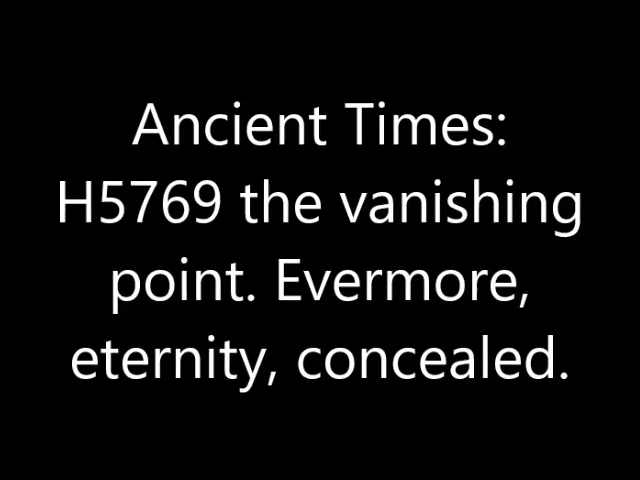 Ancient Times:
H5769 the vanishing
point. Evermore,
eternity, concealed.